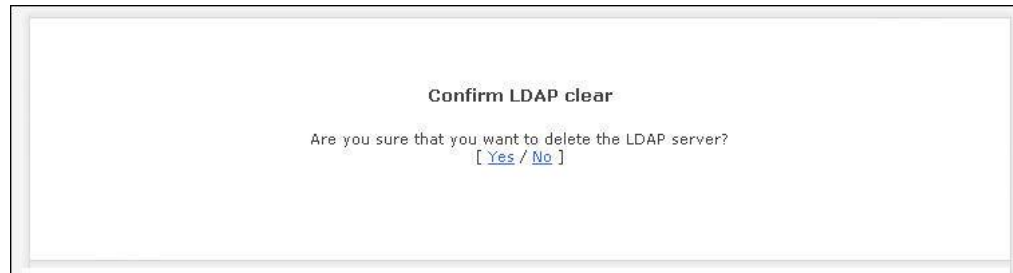 Confirm LDAP clear
Are you sure that you want to delete the LDAP server?
[ Yes / No ]